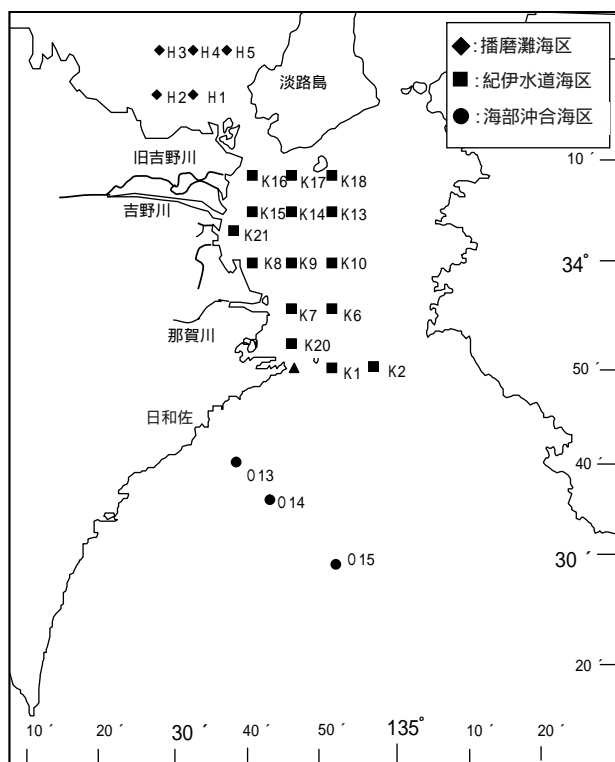 ◆:播磨灘海区
■:紀伊水道海区
●:海部沖合海区
H3 H4 H5
H2 H1
淡路島
旧吉野川
吉野川
K16 K17 K18
K15 K14 K13
K21
K8 K9 K10
K7 K6
那賀川
K20
K1 K2
日和佐
O13
O14
O15
10´
34°
50´
40´
30´
20´
10´ 20´ 30´ 40´ 50´ 135° 10´ 20´